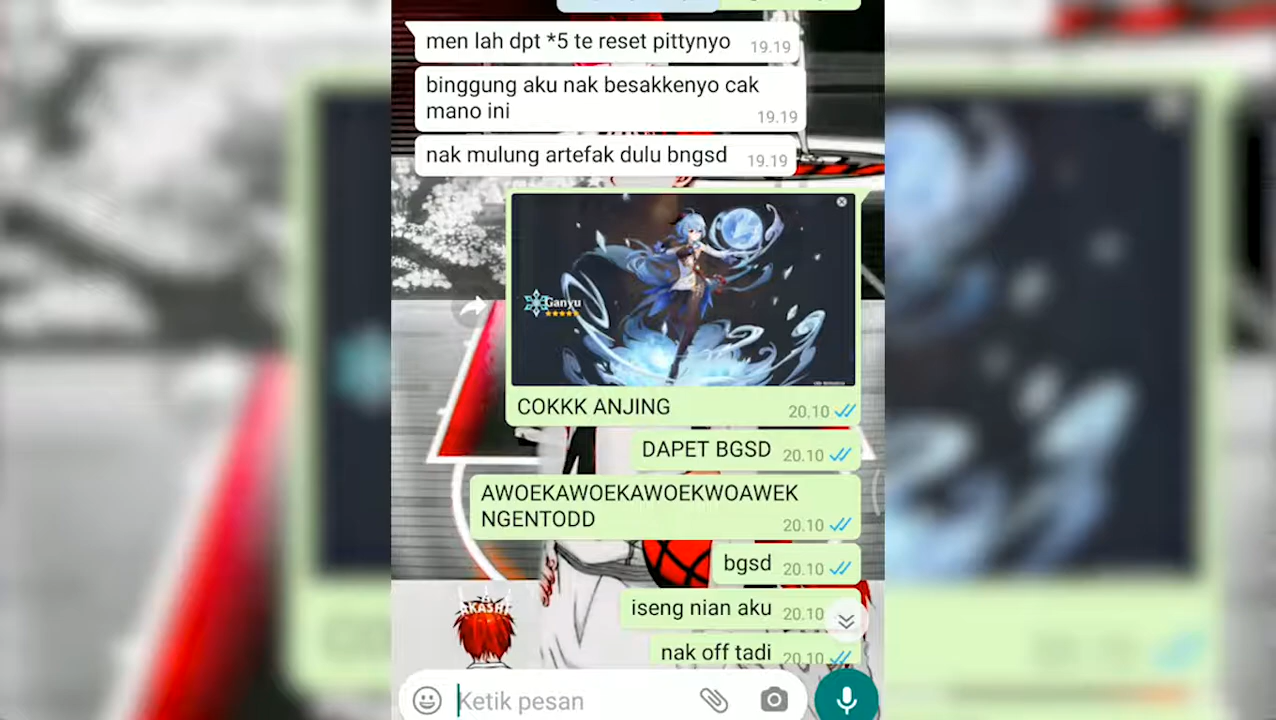 men lah dpt *5 te reset pittynyo 19.19
binggung aku nak besakkenyo cak
mano ini 19.19
nak mulung artefak dulu bngsd 19.19
Ganyu
COKKK ANJING 20.10
DAPET BGSD 20.10
AWOEKAWOEKAWOEKWOAWEK
NGENTODD 20.10
bgsd 20.10
iseng nian aku 20.10
AKASHI
nak off tadi 20.10
Ketik pesan